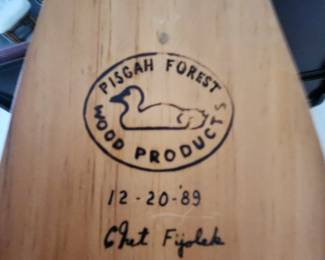 PISGAH FOREST
WOOD PRODUCTS
12-20-89
Chet Fijolek